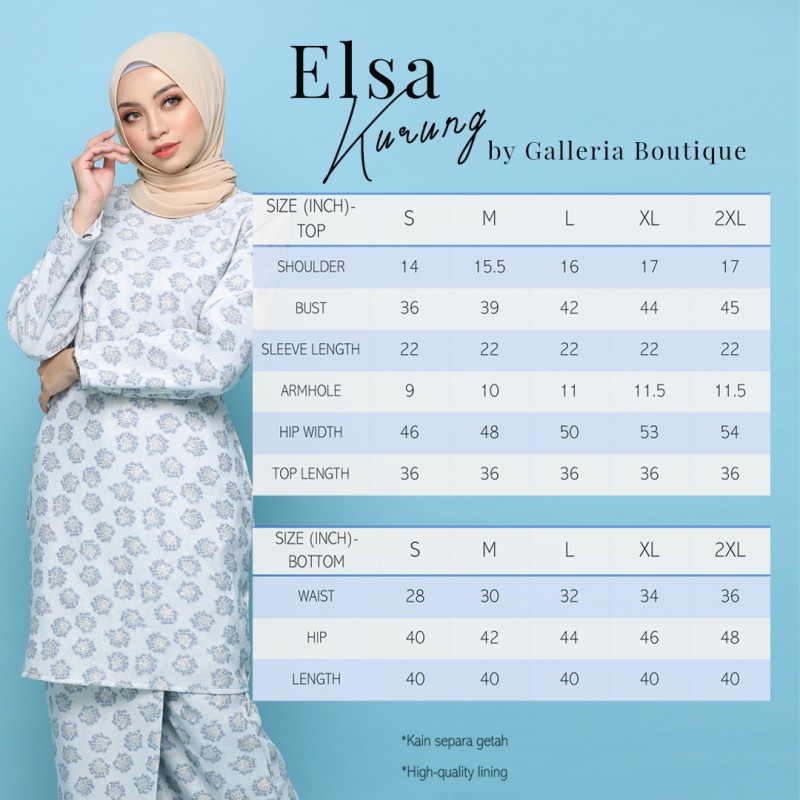 Elsa
Kurung by Galleria Boutique
SIZE (INCH)-
TOP S M L XL 2XL
SHOULDER 14 15.5 16 17 17
BUST 36 39 42 44 45
SLEEVE LENGTH 22 22 22 22 22
ARMHOLE 9 10 11 11.5 11.5
HIP WIDTH 46 48 50 53 54
TOP LENGTH 36 36 36 36 36
SIZE (INCH)-
BOTTOM S M L XL 2XL
WAIST 28 30 32 34 36
HIP 40 42 44 46 48
LENGTH 40 40 40 40 40
*Kain separa getah
*High-quality lining